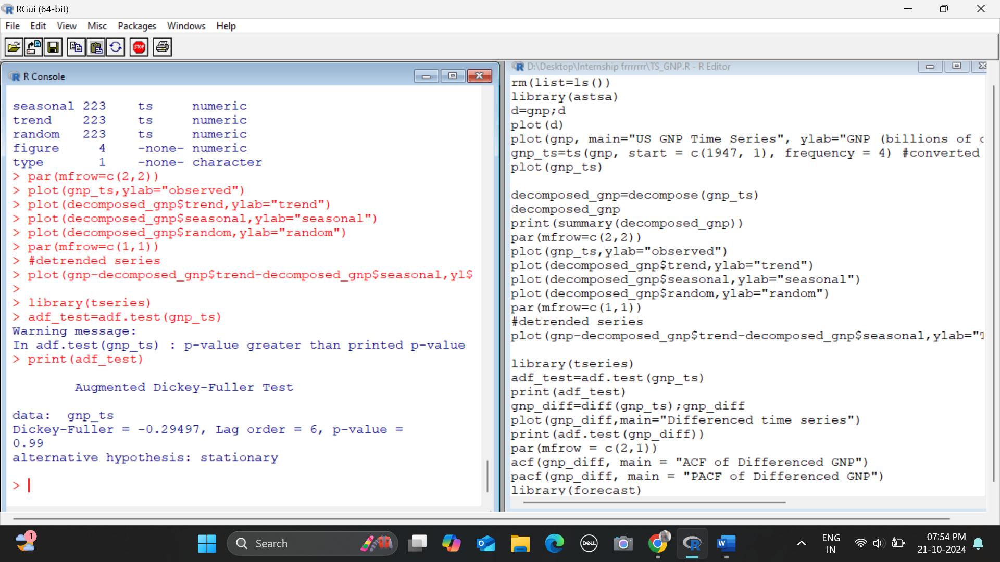 RGui (64-bit)
File Edit View Misc Packages Windows Help
STOP
R Console
seasonal 223 ts numeric
trend 223 ts numeric
random 223 ts numeric
figure 4 -none- numeric
type 1 -none- character
> par(mfrow=c(2,2))
> plot(gnp_ts,ylab="observed")
> plot(decomposed_gnp$trend,ylab="trend")
> plot(decomposed_gnp$seasonal,ylab="seasonal")
> plot(decomposed_gnp$random,ylab="random")
> par(mfrow=c(1,1))
> #detrended series
> plot(gnp-decomposed_gnp$trend-decomposed_gnp$seasonal,yl$
>
> library(tseries)
> adf_test=adf.test(gnp_ts)
Warning message:
In adf.test(gnp_ts) : p-value greater than printed p-value
> print(adf_test)
Augmented Dickey-Fuller Test
data: gnp_ts
Dickey-Fuller = -0.29497, Lag order = 6, p-value =
0.99
alternative hypothesis: stationary
>
D:\Desktop\Internship frrrrrrr\TS_GNP.R - R Editor
rm(list=ls())
library(astsa)
d=gnp;d
plot(d)
plot(gnp, main="US GNP Time Series", ylab="GNP (billions of
gnp_ts=ts(gnp, start = c(1947, 1), frequency = 4) #converted
plot(gnp_ts)
decomposed_gnp=decompose(gnp_ts)
decomposed_gnp
print(summary(decomposed_gnp))
par(mfrow=c(2,2))
plot(gnp_ts,ylab="observed")
plot(decomposed_gnp$trend,ylab="trend")
plot(decomposed_gnp$seasonal,ylab="seasonal")
plot(decomposed_gnp$random,ylab="random")
par(mfrow=c(1,1))
#detrended series
plot(gnp-decomposed_gnp$trend-decomposed_gnp$seasonal,ylab="
library(tseries)
adf_test=adf.test(gnp_ts)
print(adf_test)
gnp_diff=diff(gnp_ts);gnp_diff
plot(gnp_diff,main="Differenced time series")
print(adf.test(gnp_diff))
par(mfrow = c(2,1))
acf(gnp_diff, main = "ACF of Differenced GNP")
pacf(gnp_diff, main = "PACF of Differenced GNP")
library(forecast)
1
Search
DELL
ENG
IN
07:54 PM
21-10-2024